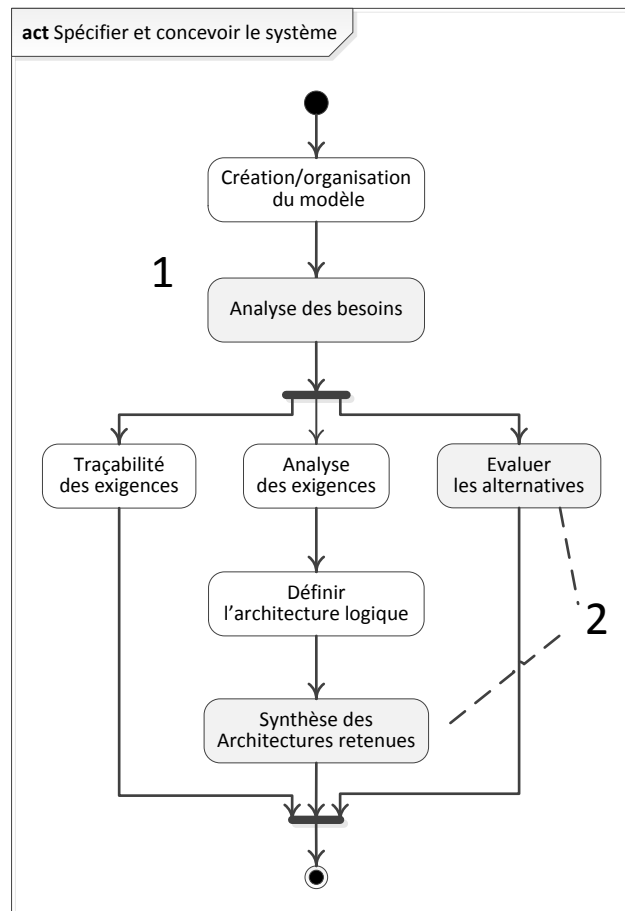 act Spécifier et concevoir le système
Création/organisation
du modèle
1
Analyse des besoins
Traçabilité
des exigences
Analyse
des exigences
Evaluer
les alternatives
Définir
l’architecture logique
2
Synthèse des
Architectures retenues